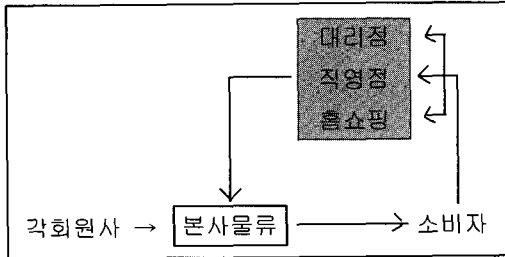 대리점
직영점
홈쇼핑
각회원사 → 본사물류 → 소비자